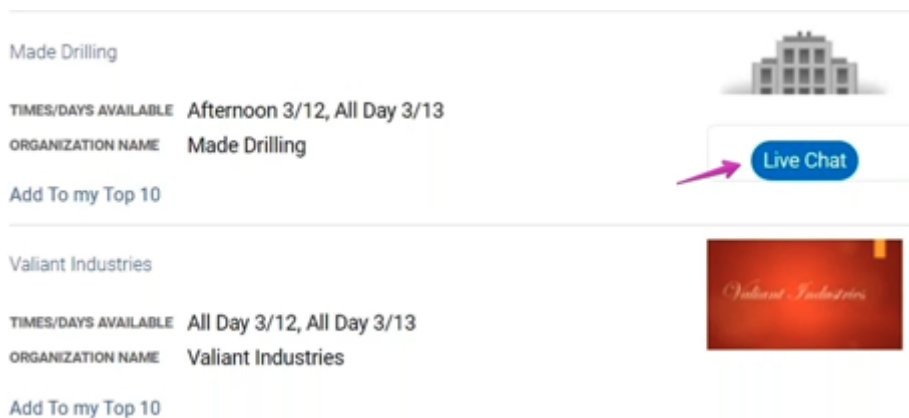 Made Drilling
TIMES/DAYS AVAILABLE Afternoon 3/12, All Day 3/13
ORGANIZATION NAME Made Drilling
Live Chat
Add To my Top 10
Valiant Industries
Valiant Industries
TIMES/DAYS AVAILABLE All Day 3/12, All Day 3/13
ORGANIZATION NAME Valiant Industries
Add To my Top 10